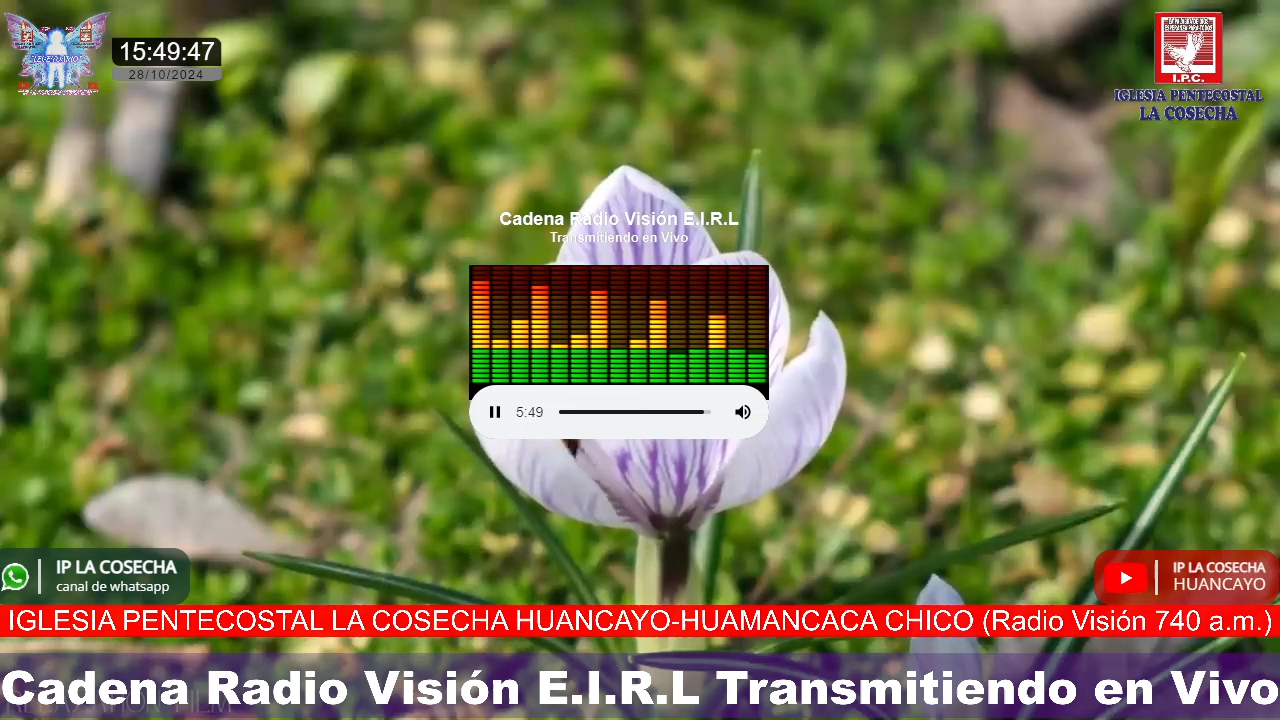 15:49:47
28/10/2024
I.P.C.
IGLESIA PENTECOSTAL
LA COSECHA
Cadena Radio Visión E.I.R.L
Transmitiendo en Vivo
5:49
IP LA COSECHA
canal de whatsapp
IP LA COSECHA
HUANCAYO
IGLESIA PENTECOSTAL LA COSECHA HUANCAYO-HUAMANCACA CHICO (Radio Visión 740 a.m.)
Cadena Radio Visión E.I.R.L Transmitiendo en Vivo